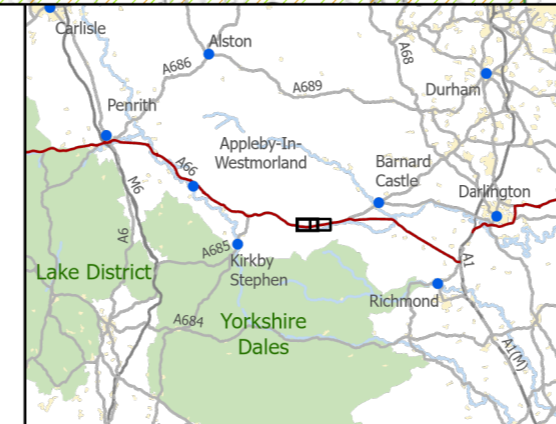 Carlisle
Alston
A686
A689
A68
Durham
Penrith
Appleby-In-
Westmorland
A66
Barnard
Castle
Darlington
M6
A6
A685
Kirkby
Stephen
A1
Lake District
Richmond
A684
Yorkshire
Dales
A1(M)